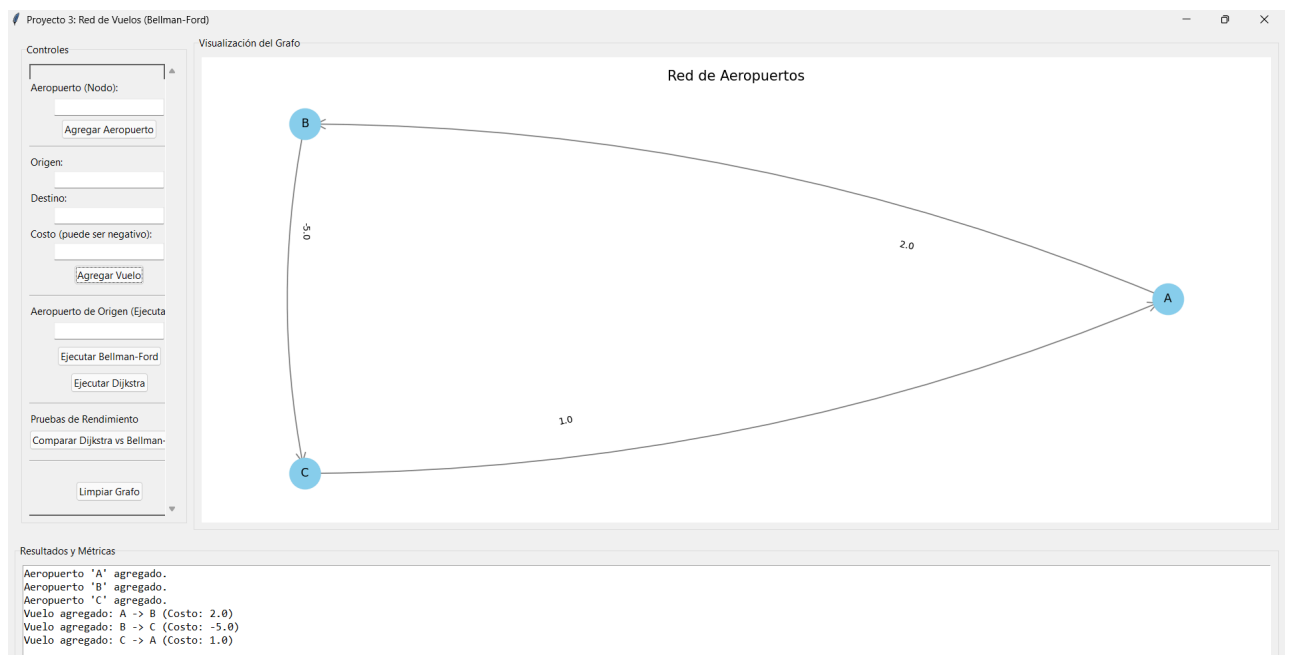 Proyecto 3: Red de Vuelos (Bellman-Ford)
Controles
Aeropuerto (Nodo):
Agregar Aeropuerto
Origen:
Destino:
Costo (puede ser negativo):
Agregar Vuelo
Aeropuerto de Origen (Ejecuta
Ejecutar Bellman-Ford
Ejecutar Dijkstra
Pruebas de Rendimiento
Comparar Dijkstra vs Bellman-
Limpiar Grafo
Visualización del Grafo
Red de Aeropuertos
B
-5.0
2.0
A
1.0
C
Resultados y Métricas
Aeropuerto 'A' agregado.
Aeropuerto 'B' agregado.
Aeropuerto 'C' agregado.
Vuelo agregado: A -> B (Costo: 2.0)
Vuelo agregado: B -> C (Costo: -5.0)
Vuelo agregado: C -> A (Costo: 1.0)